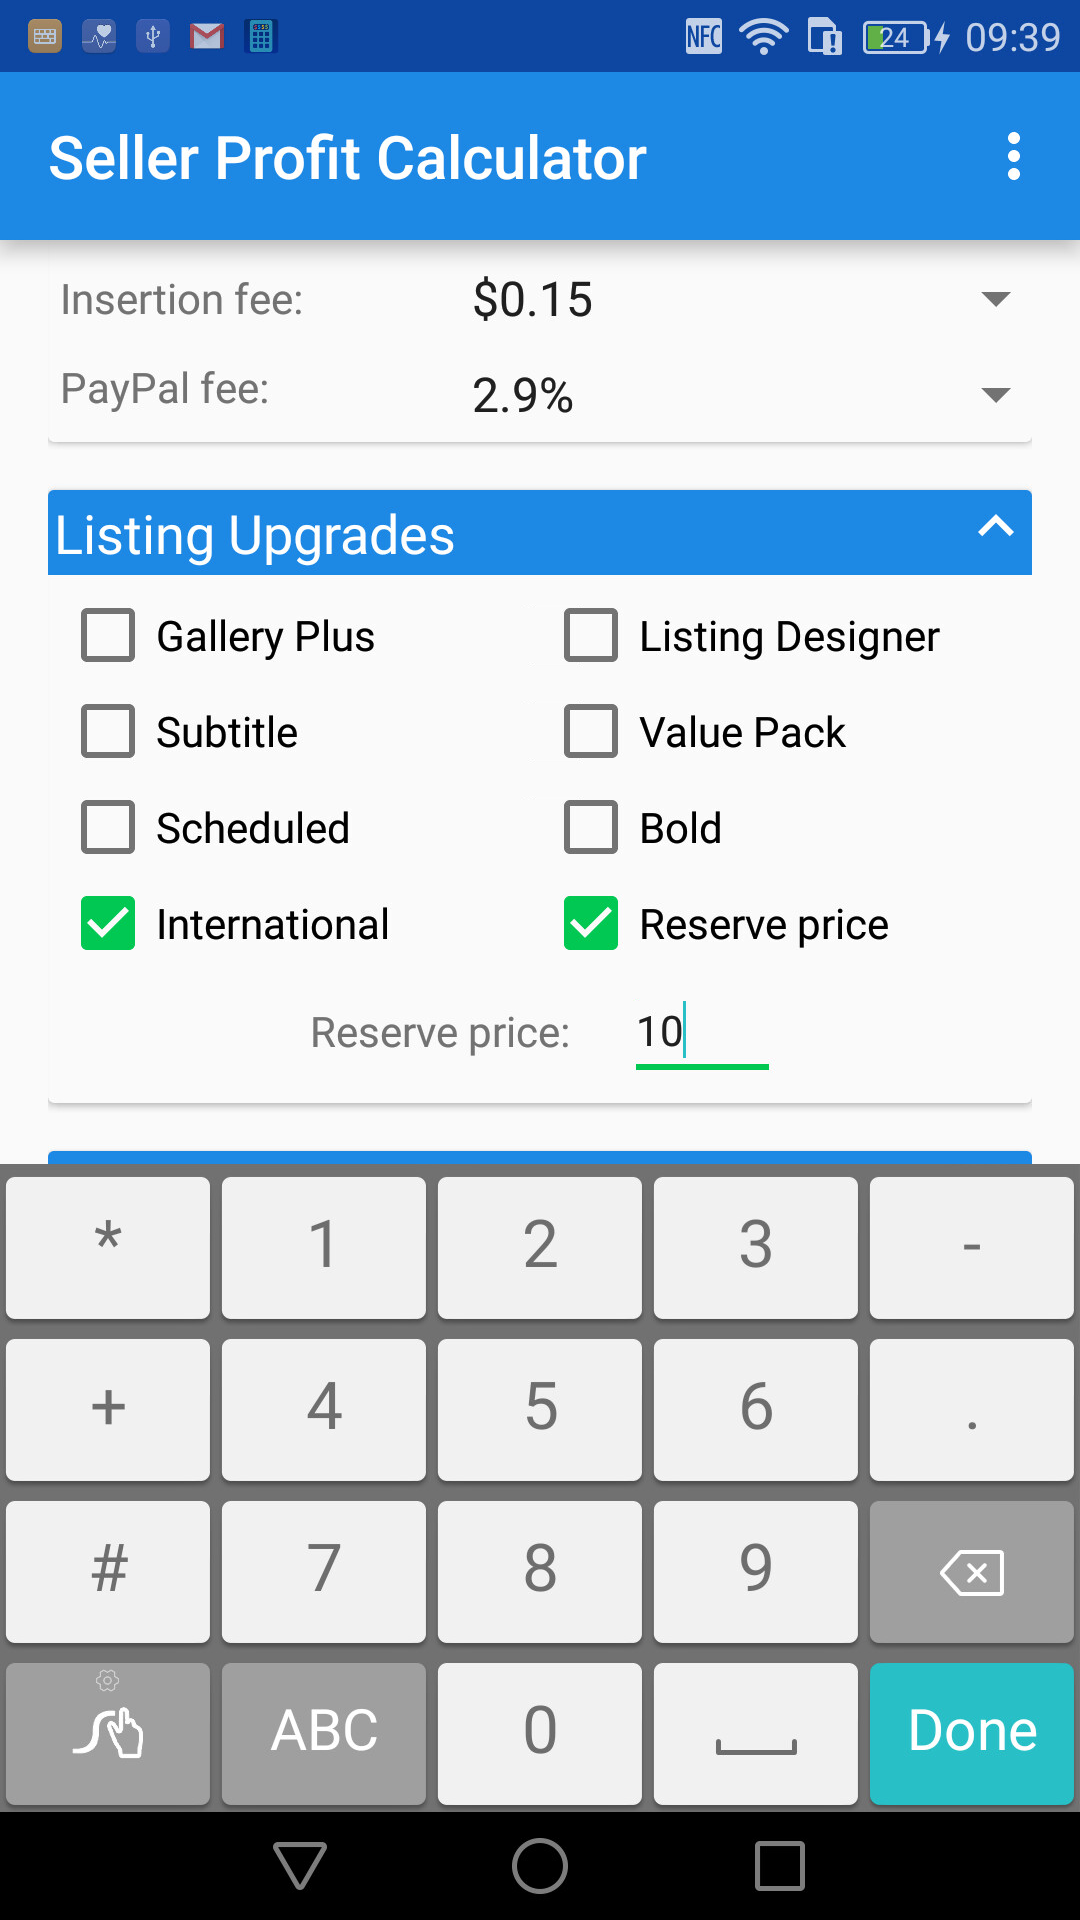 NFC 24 09:39
Seller Profit Calculator
Insertion fee: $0.15
PayPal fee: 2.9%
Listing Upgrades
Gallery Plus Listing Designer
Subtitle Value Pack
Scheduled Bold
International Reserve price
Reserve price: 10
* 1 2 3 -
+ 4 5 6 .
# 7 8 9
ABC 0 Done